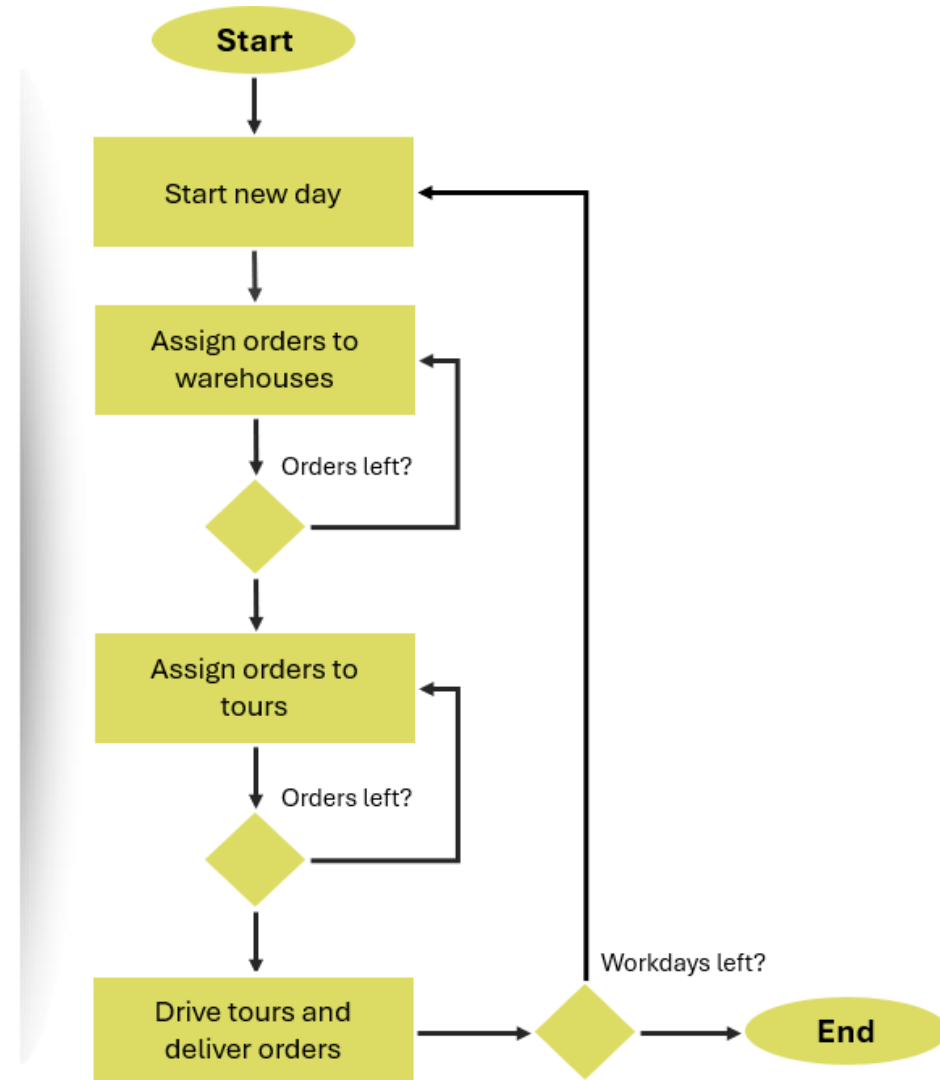 Start
Start new day
Assign orders to
warehouses
Orders left?
Assign orders to
tours
Orders left?
Workdays left?
Drive tours and
deliver orders
End